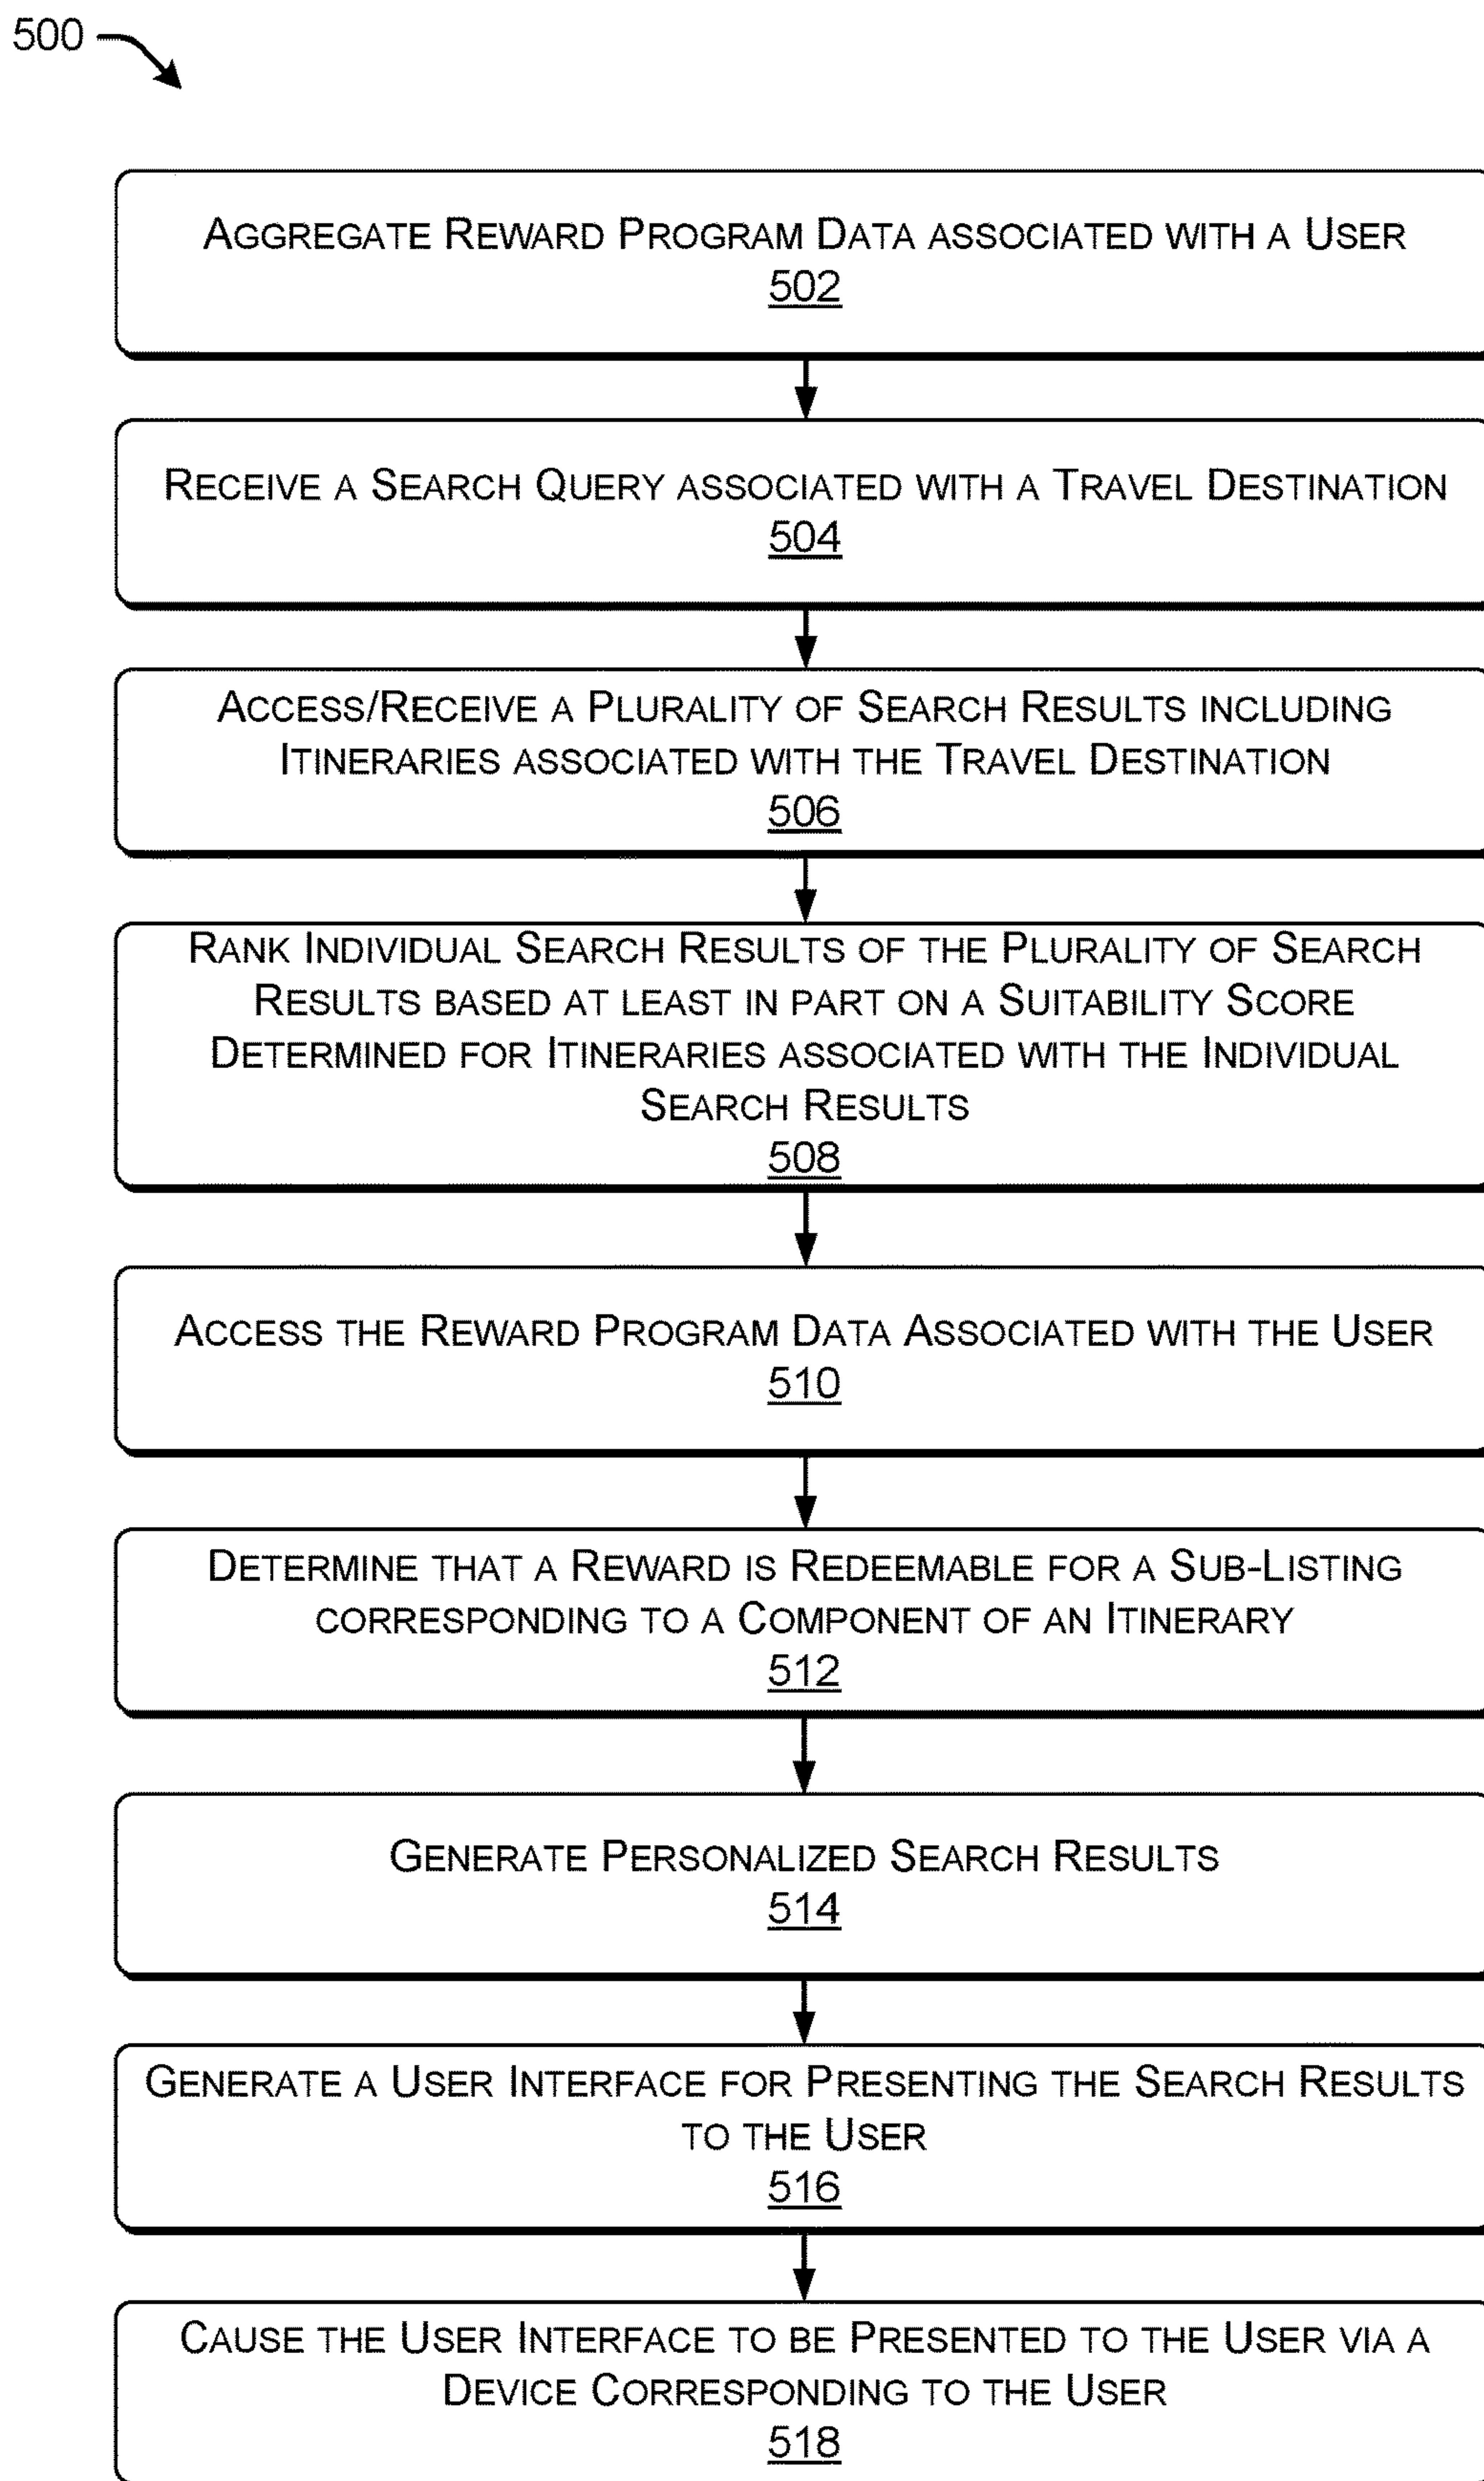 500
AGGREGATE REWARD PROGRAM DATA ASSOCIATED WITH A USER
502
RECEIVE A SEARCH QUERY ASSOCIATED WITH A TRAVEL DESTINATION
504
ACCESS/RECEIVE A PLURALITY OF SEARCH RESULTS INCLUDING
ITINERARIES ASSOCIATED WITH THE TRAVEL DESTINATION
506
RANK INDIVIDUAL SEARCH RESULTS OF THE PLURALITY OF SEARCH
RESULTS BASED AT LEAST IN PART ON A SUITABILITY SCORE
DETERMINED FOR ITINERARIES ASSOCIATED WITH THE INDIVIDUAL
SEARCH RESULTS
508
ACCESS THE REWARD PROGRAM DATA ASSOCIATED WITH THE USER
510
DETERMINE THAT A REWARD IS REDEEMABLE FOR A SUB-LISTING
CORRESPONDING TO A COMPONENT OF AN ITINERARY
512
GENERATE PERSONALIZED SEARCH RESULTS
514
GENERATE A USER INTERFACE FOR PRESENTING THE SEARCH RESULTS
TO THE USER
516
CAUSE THE USER INTERFACE TO BE PRESENTED TO THE USER VIA A
DEVICE CORRESPONDING TO THE USER
518